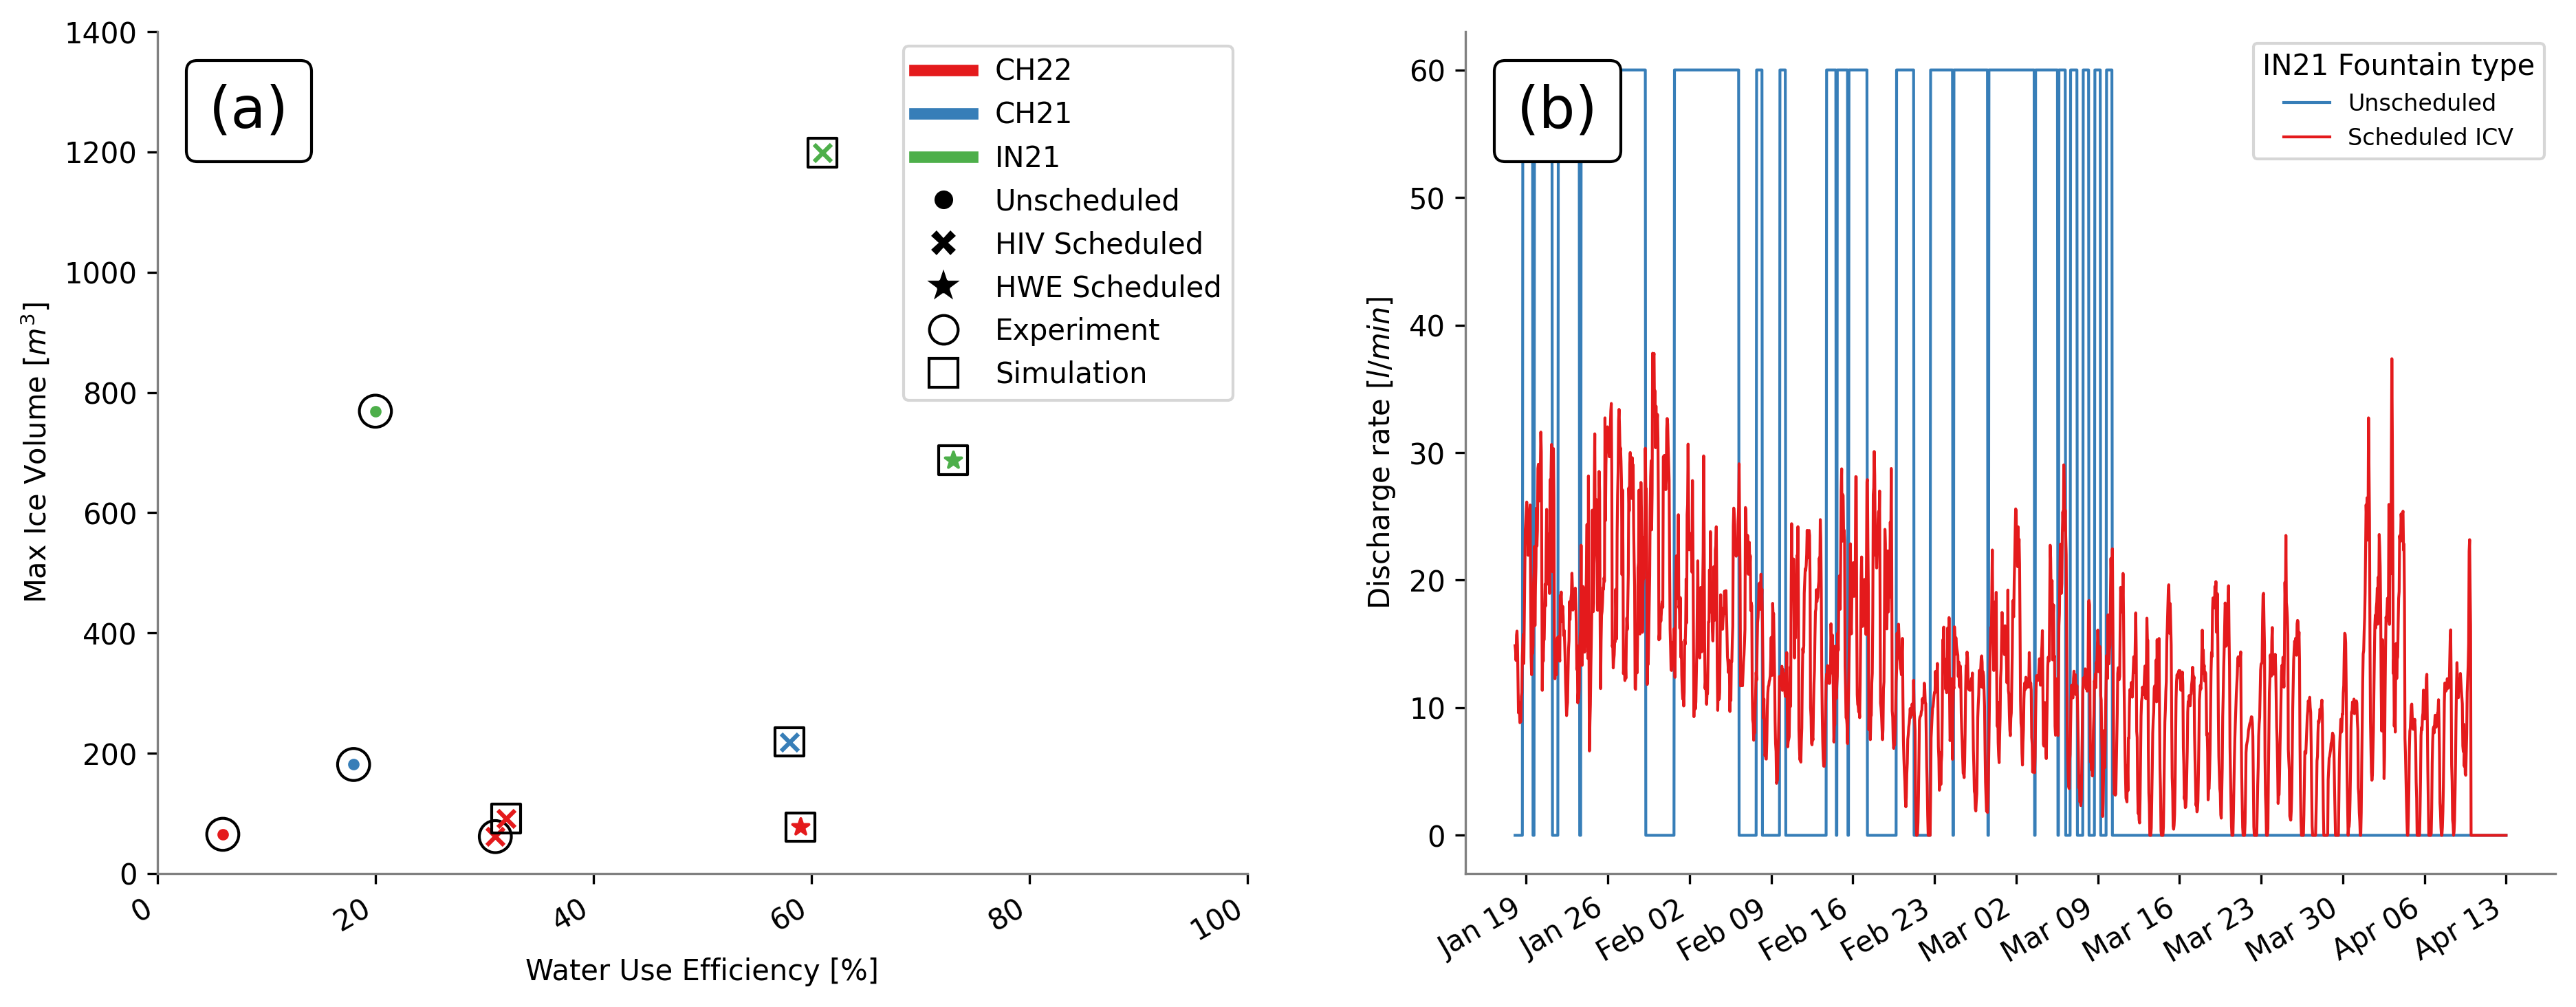 (a)
1400
1200
1000
800
600
400
200
0
Max Ice Volume [m³]
0
20
40
60
80
100
Water Use Efficiency [%]
CH22
CH21
IN21
Unscheduled
HIV Scheduled
HWE Scheduled
Experiment
Simulation
(b)
60
50
40
30
20
10
0
Discharge rate [l/min]
Jan 19
Jan 26
Feb 02
Feb 09
Feb 16
Feb 23
Mar 02
Mar 09
Mar 16
Mar 23
Mar 30
Apr 06
Apr 13
IN21 Fountain type
Unscheduled
Scheduled ICV